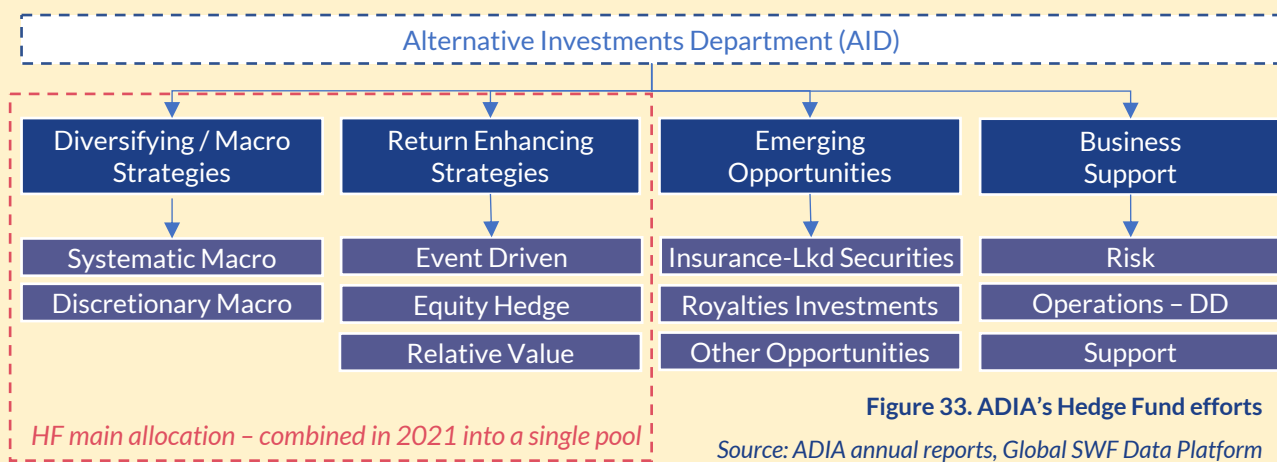 Alternative Investments Department (AID)
Diversifying / Macro
Strategies
Return Enhancing
Strategies
Emerging
Opportunities
Business
Support
Systematic Macro
Discretionary Macro
Event Driven
Equity Hedge
Relative Value
Insurance-Lkd Securities
Royalties Investments
Other Opportunities
Risk
Operations – DD
Support
HF main allocation – combined in 2021 into a single pool
Figure 33. ADIA’s Hedge Fund efforts
Source: ADIA annual reports, Global SWF Data Platform